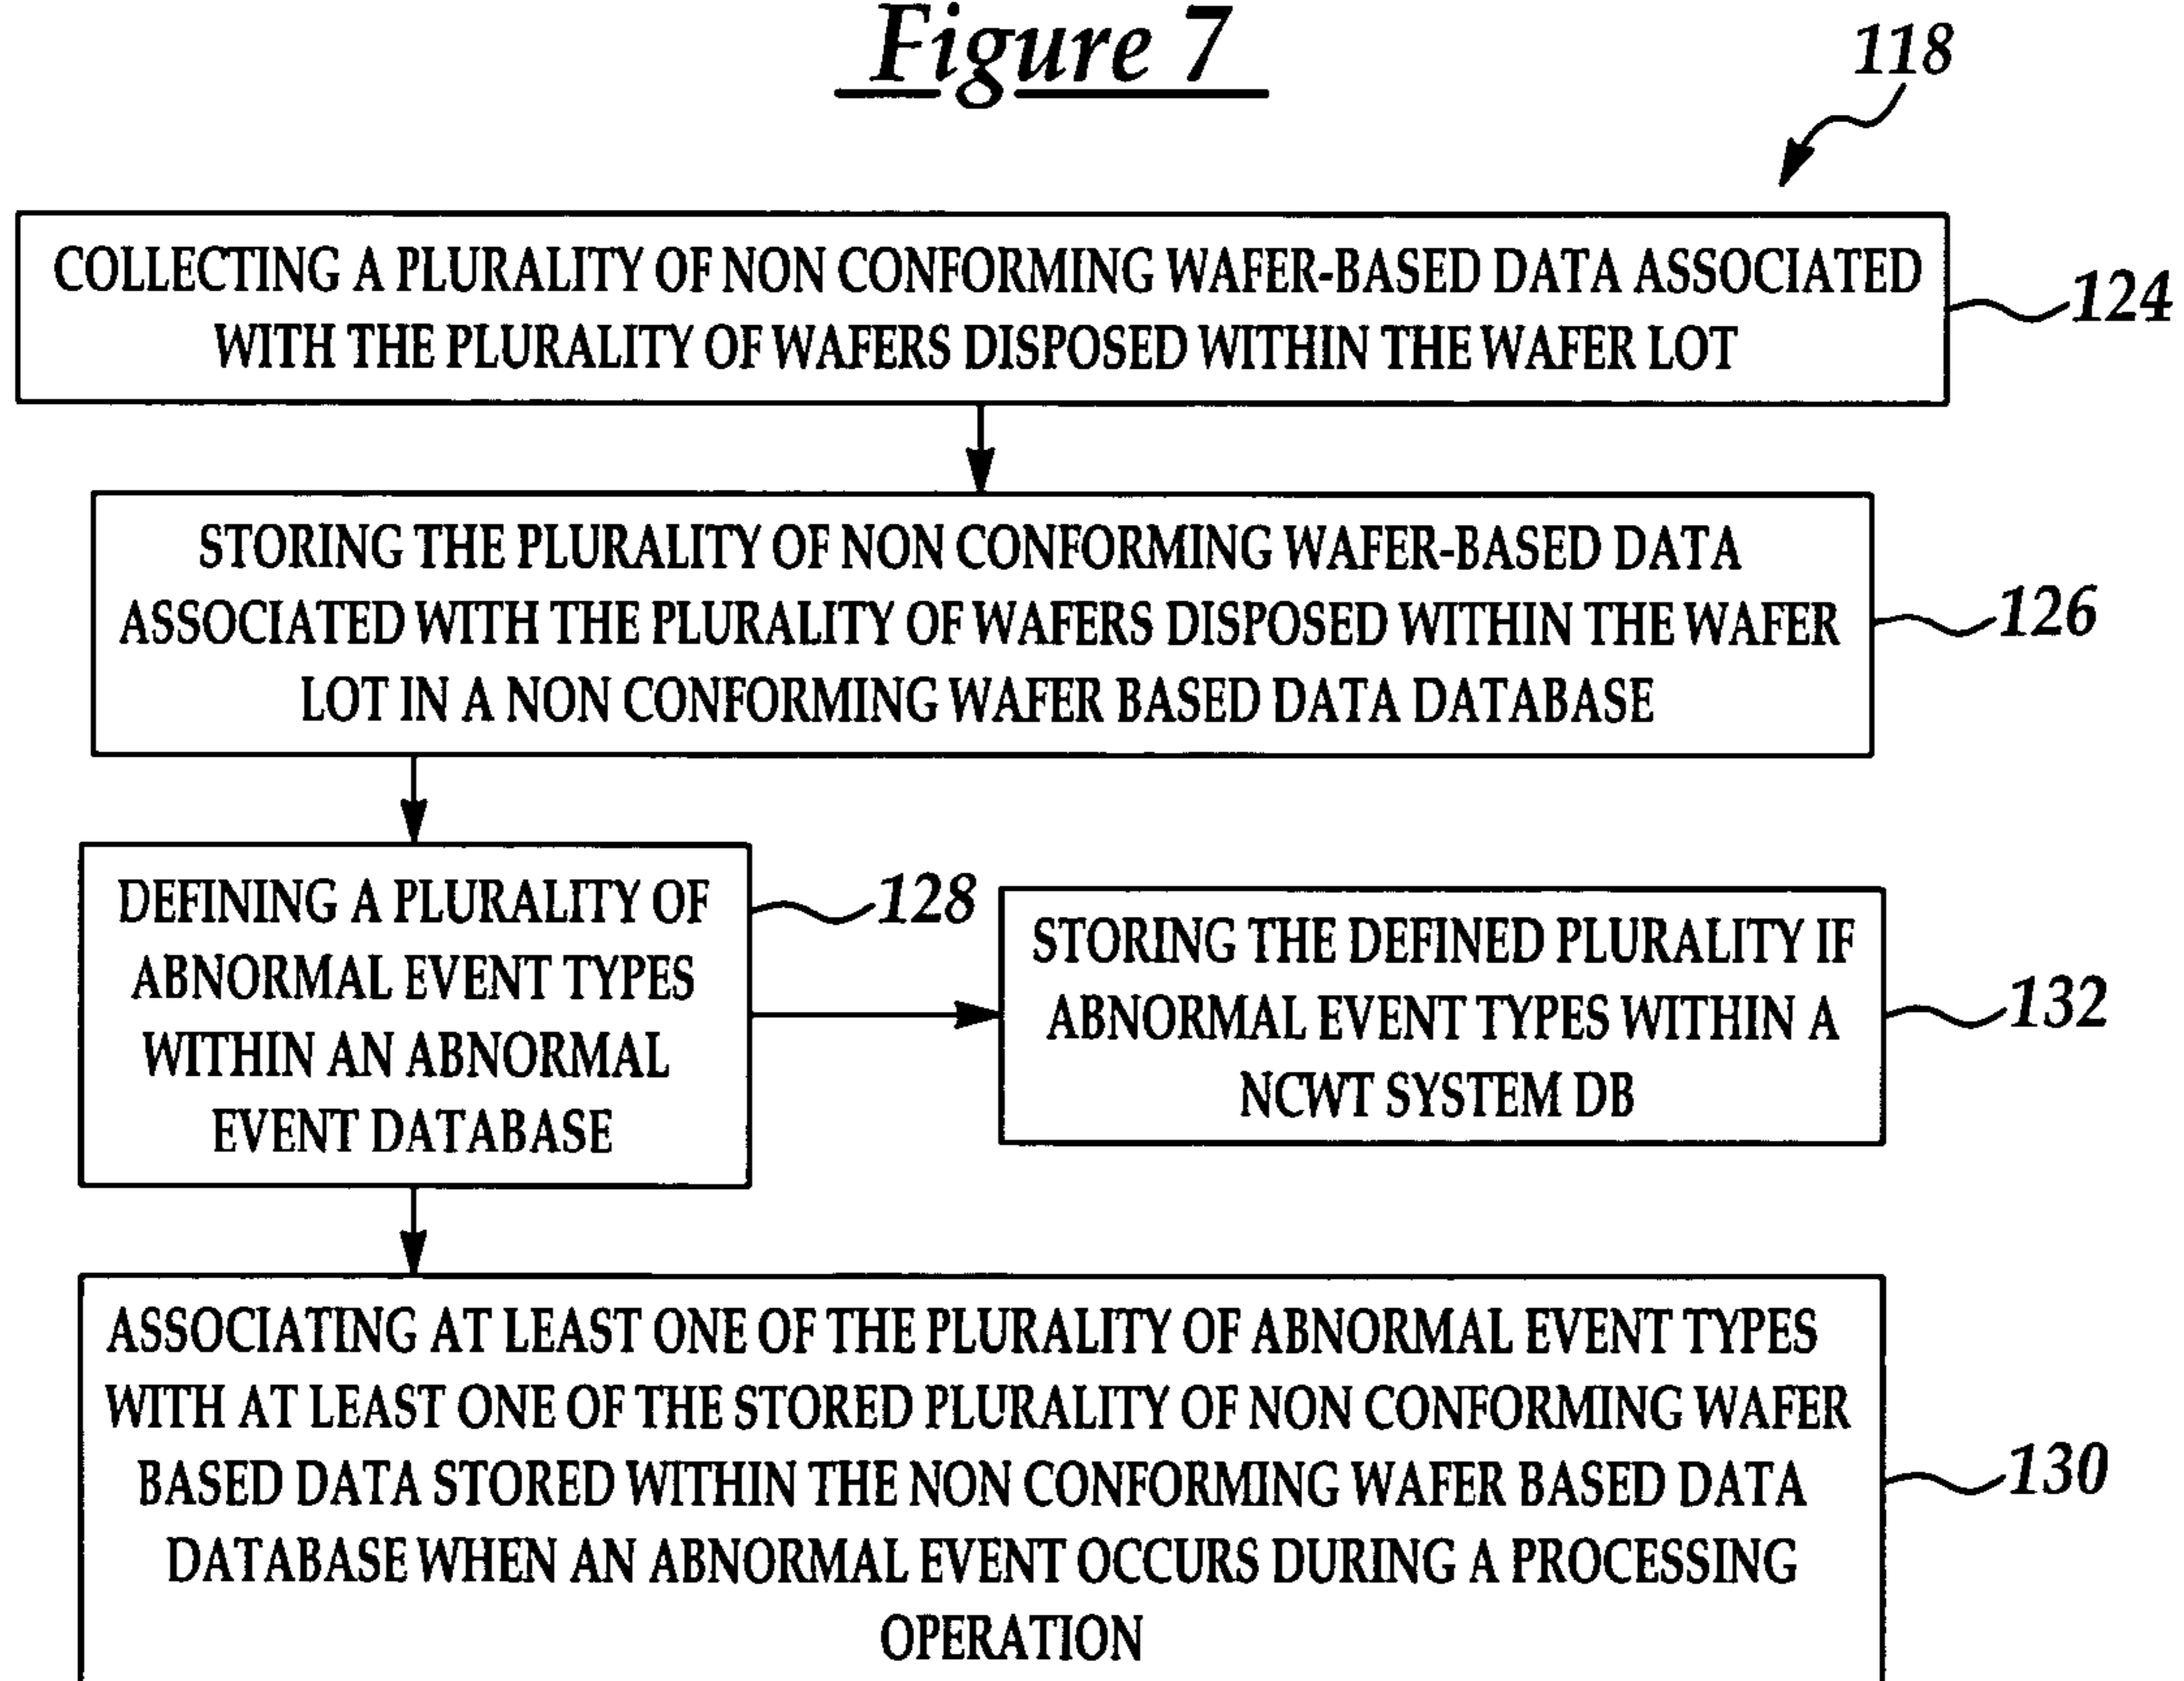 Figure 7
118
COLLECTING A PLURALITY OF NON CONFORMING WAFER-BASED DATA ASSOCIATED
WITH THE PLURALITY OF WAFERS DISPOSED WITHIN THE WAFER LOT
124
STORING THE PLURALITY OF NON CONFORMING WAFER-BASED DATA
ASSOCIATED WITH THE PLURALITY OF WAFERS DISPOSED WITHIN THE WAFER
LOT IN A NON CONFORMING WAFER BASED DATA DATABASE
126
DEFINING A PLURALITY OF
ABNORMAL EVENT TYPES
WITHIN AN ABNORMAL
EVENT DATABASE
128
STORING THE DEFINED PLURALITY IF
ABNORMAL EVENT TYPES WITHIN A
NCWT SYSTEM DB
132
ASSOCIATING AT LEAST ONE OF THE PLURALITY OF ABNORMAL EVENT TYPES
WITH AT LEAST ONE OF THE STORED PLURALITY OF NON CONFORMING WAFER
BASED DATA STORED WITHIN THE NON CONFORMING WAFER BASED DATA
DATABASE WHEN AN ABNORMAL EVENT OCCURS DURING A PROCESSING
OPERATION
130